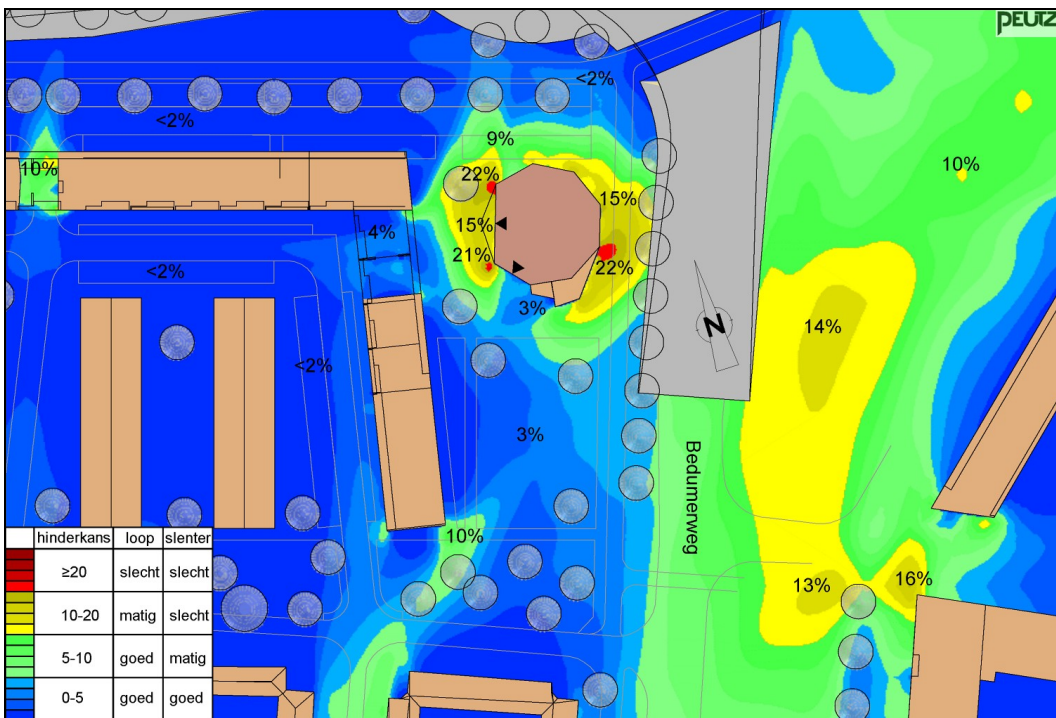 PEUTZ
<2%
<2%
9%
10%
10%
22%
15%
15%
4%
21%
22%
<2%
3%
14%
<2%
3%
N
Bedumerweg
10%
13%
16%
hinderkans loop slenter
≥20 slecht slecht
10-20 matig slecht
5-10 goed matig
0-5 goed goed